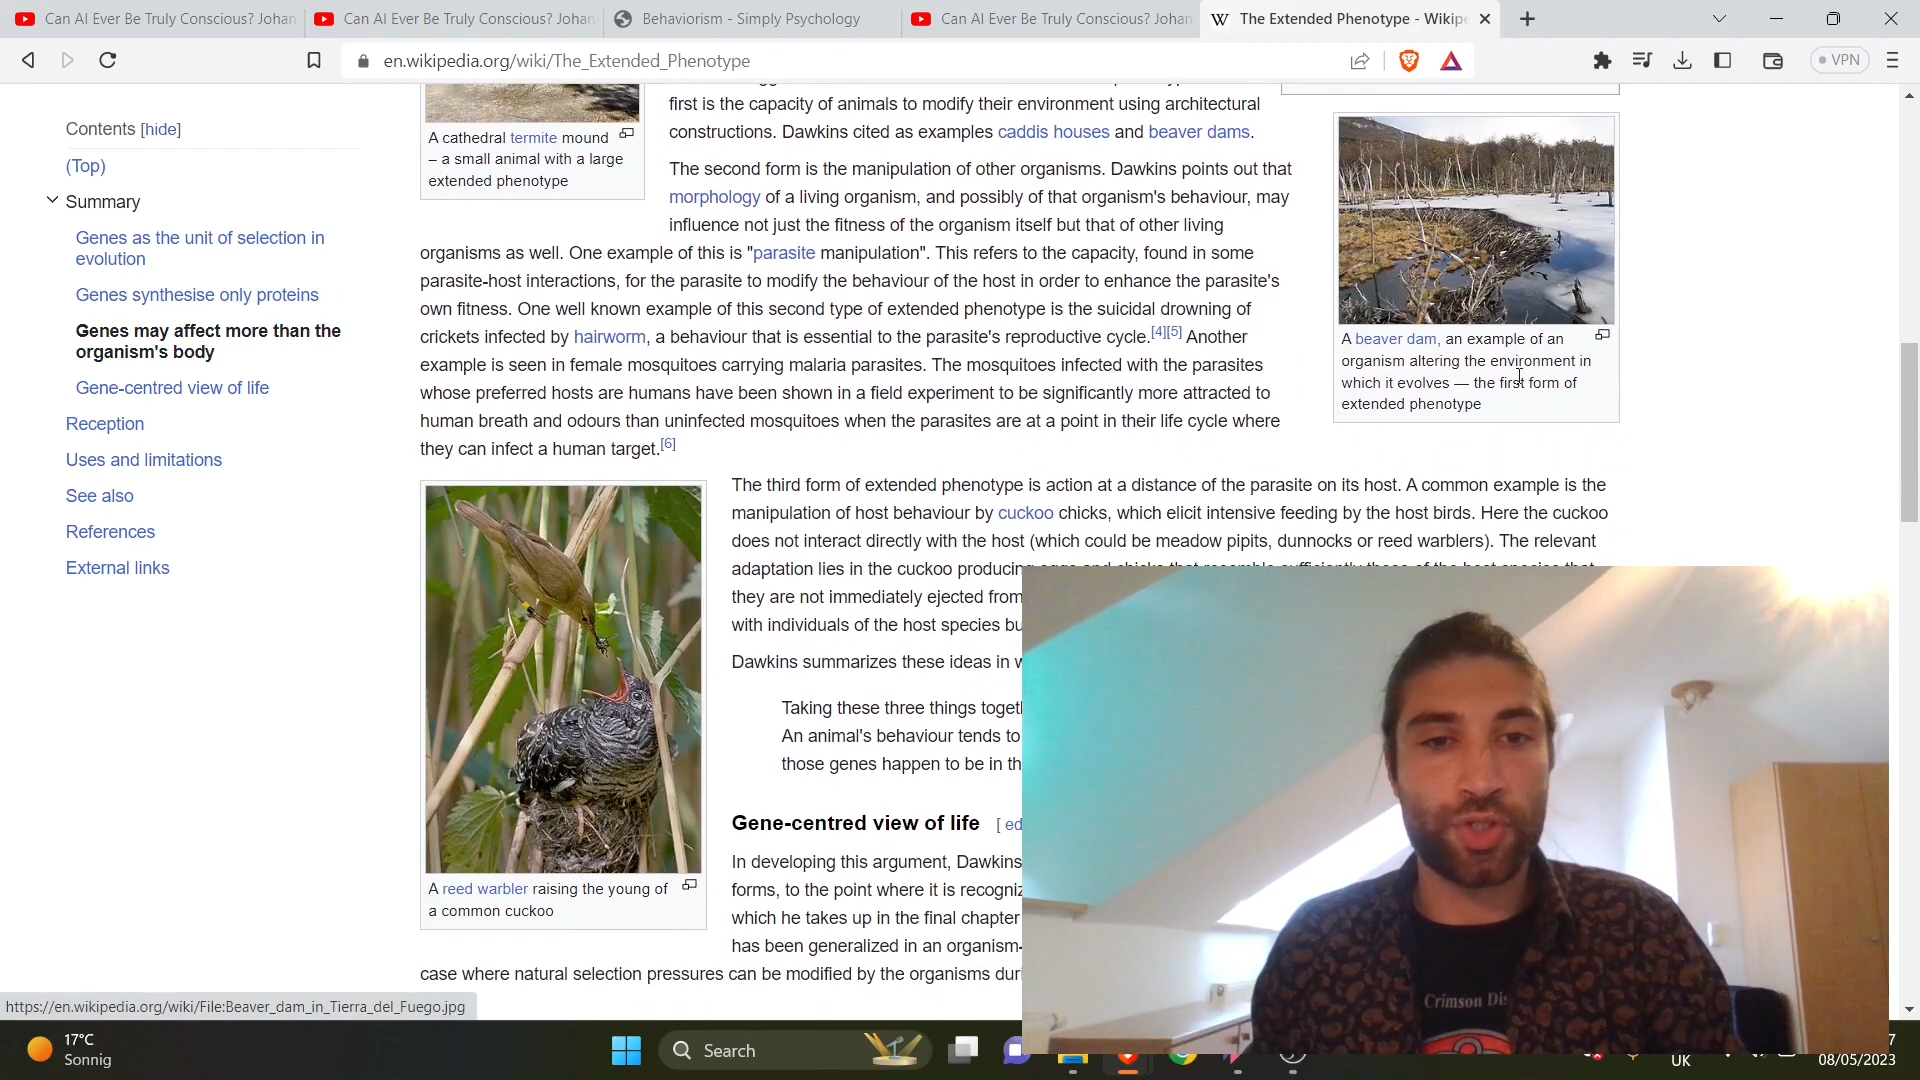 Can AI Ever Be Truly Conscious? Johan
Can AI Ever Be Truly Conscious? Johan
Behaviorism - Simply Psychology
Can AI Ever Be Truly Conscious? Johan
The Extended Phenotype - Wikipe
en.wikipedia.org/wiki/The_Extended_Phenotype
VPN
Contents [hide]
(Top)
Summary
Genes as the unit of selection in
evolution
Genes synthesise only proteins
Genes may affect more than the
organism's body
Gene-centred view of life
Reception
Uses and limitations
See also
References
External links
A cathedral termite mound
– a small animal with a large
extended phenotype
first is the capacity of animals to modify their environment using architectural
constructions. Dawkins cited as examples caddis houses and beaver dams.
The second form is the manipulation of other organisms. Dawkins points out that
morphology of a living organism, and possibly of that organism's behaviour, may
influence not just the fitness of the organism itself but that of other living
organisms as well. One example of this is "parasite manipulation". This refers to the capacity, found in some
parasite-host interactions, for the parasite to modify the behaviour of the host in order to enhance the parasite's
own fitness. One well known example of this second type of extended phenotype is the suicidal drowning of
crickets infected by hairworm, a behaviour that is essential to the parasite's reproductive cycle.[4][5] Another
example is seen in female mosquitoes carrying malaria parasites. The mosquitoes infected with the parasites
whose preferred hosts are humans have been shown in a field experiment to be significantly more attracted to
human breath and odours than uninfected mosquitoes when the parasites are at a point in their life cycle where
they can infect a human target.[6]
A beaver dam, an example of an
organism altering the environment in
which it evolves — the first form of
extended phenotype
The third form of extended phenotype is action at a distance of the parasite on its host. A common example is the
manipulation of host behaviour by cuckoo chicks, which elicit intensive feeding by the host birds. Here the cuckoo
does not interact directly with the host (which could be meadow pipits, dunnocks or reed warblers). The relevant
adaptation lies in the cuckoo producing
they are not immediately ejected from
with individuals of the host species bu
Dawkins summarizes these ideas in w
Taking these three things togeth
An animal's behaviour tends to
those genes happen to be in th
A reed warbler raising the young of
a common cuckoo
Gene-centred view of life [ ed
In developing this argument, Dawkins
forms, to the point where it is recogniz
which he takes up in the final chapter
has been generalized in an organism-
case where natural selection pressures can be modified by the organisms duri
Crimson Dis
https://en.wikipedia.org/wiki/File:Beaver_dam_in_Tierra_del_Fuego.jpg
17°C
Sonnig
Search
UK
7
08/05/2023